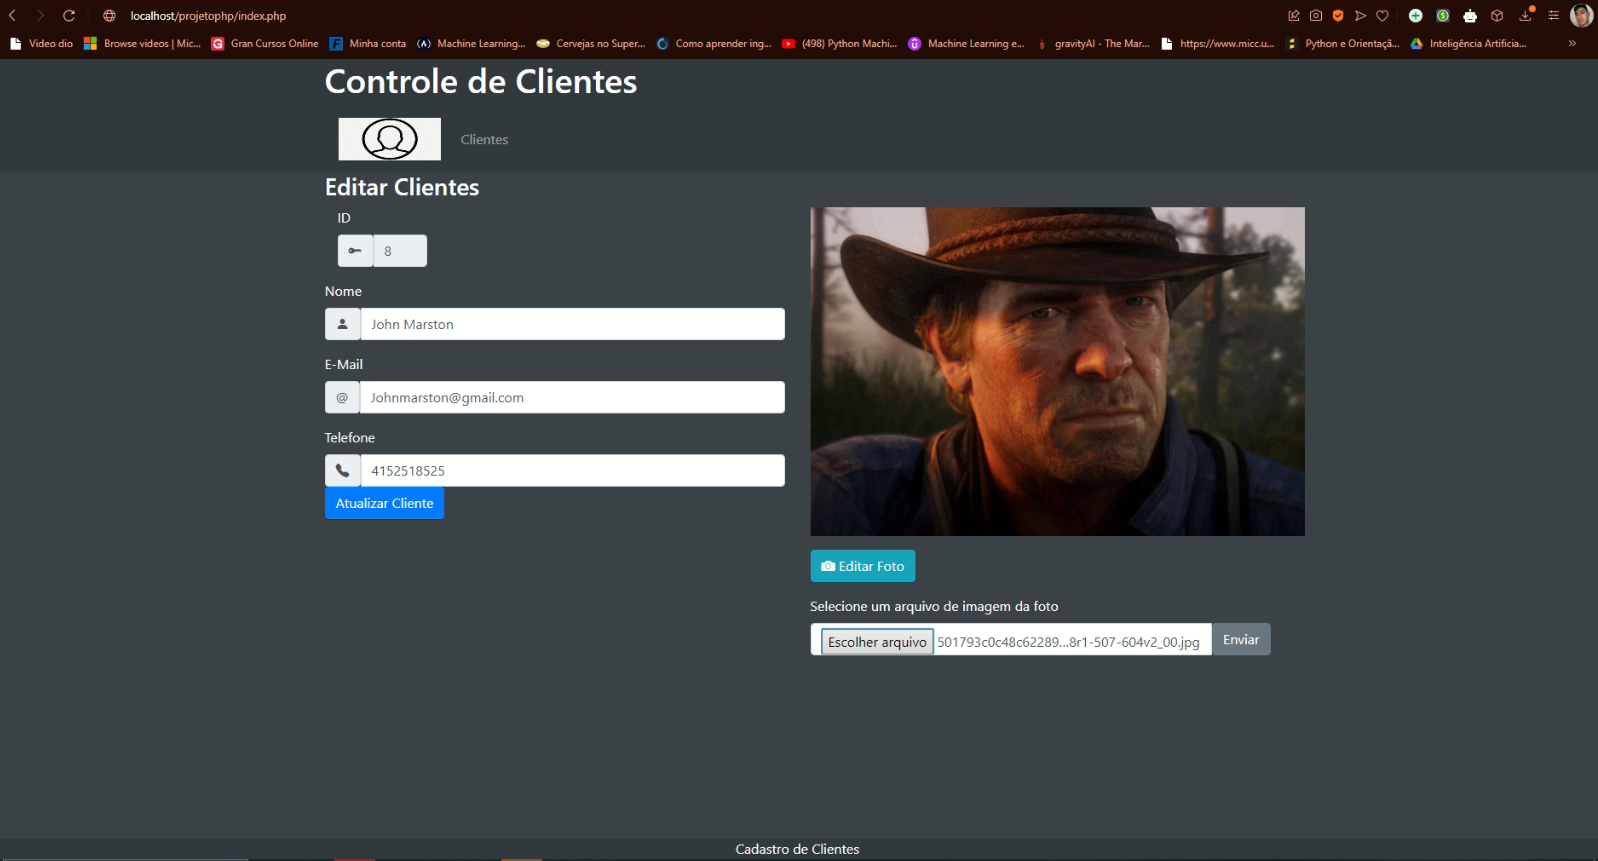 localhost/projetophp/index.php
Video dio
Browse videos | Mic...
Gran Cursos Online
Minha conta
Machine Learning...
Cervejas no Super...
Como aprender ing...
(498) Python Machi...
Machine Learning e...
gravityAI - The Mar...
https://www.micc.u...
Python e Orientaçã...
Inteligência Artificia...
»
Controle de Clientes
Clientes
Editar Clientes
ID
8
Nome
John Marston
E-Mail
@ Johnmarston@gmail.com
Telefone
4152518525
Atualizar Cliente
Editar Foto
Selecione um arquivo de imagem da foto
Escolher arquivo 501793c0c48c62289...8r1-507-604v2_00.jpg Enviar
Cadastro de Clientes